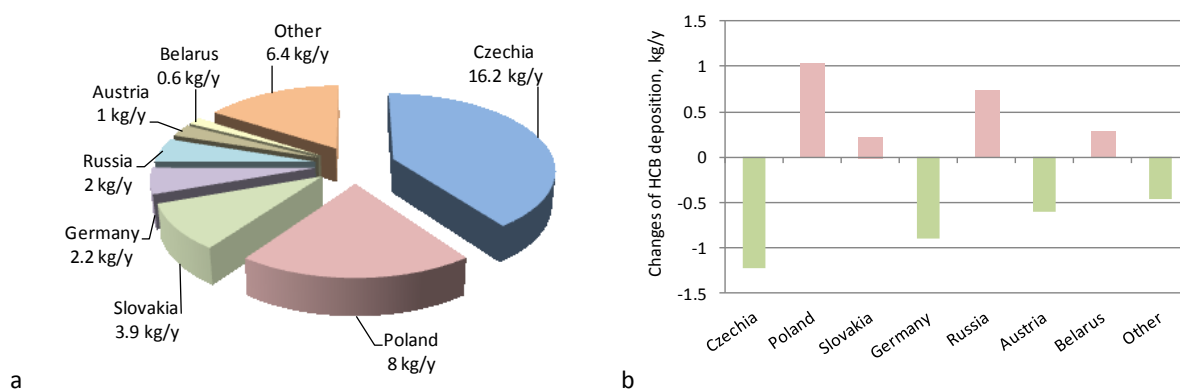 Other
6.4 kg/y
Belarus
0.6 kg/y
Austria
1 kg/y
Russia
2 kg/y
Germany
2.2 kg/y
Slovakia
3.9 kg/y
Poland
8 kg/y
Czechia
16.2 kg/y
a
Changes of HCB deposition, kg/y
1.5
1
0.5
0
-0.5
-1
-1.5
Czechia
Poland
Slovakia
Germany
Russia
Austria
Belarus
Other
b